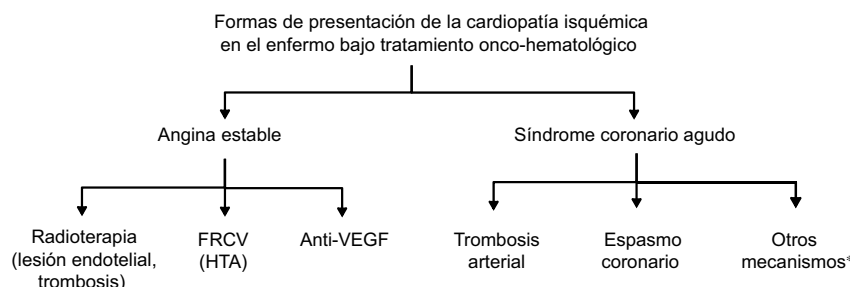 Formas de presentación de la cardiopatía isquémica
en el enfermo bajo tratamiento onco-hematológico
Angina estable
Síndrome coronario agudo
Radioterapia
(lesión endotelial,
trombosis)
FRCV
(HTA)
Anti-VEGF
Trombosis
arterial
Espasmo
coronario
Otros
mecanismos*